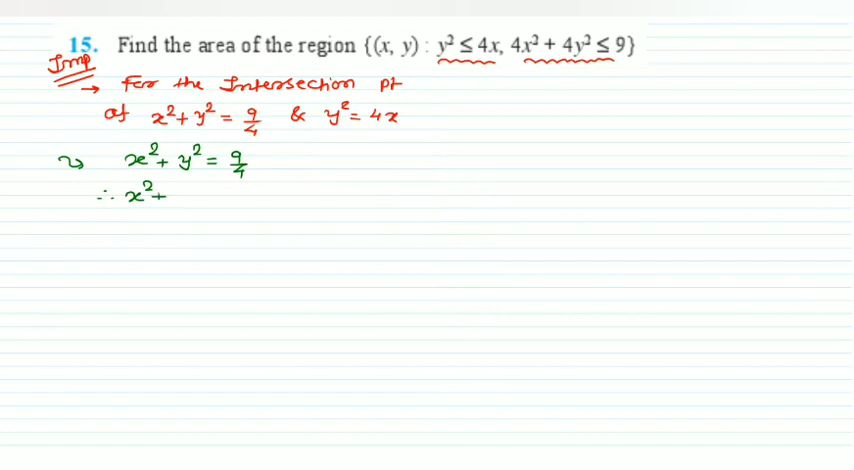 15. Find the area of the region {(x, y) : y² ≤ 4x, 4x² + 4y² ≤ 9}
Imp
→ For the Intersection pt
of x² + y² = 9/4 & y² = 4x
⇝ x² + y² = 9/4
∴ x² +